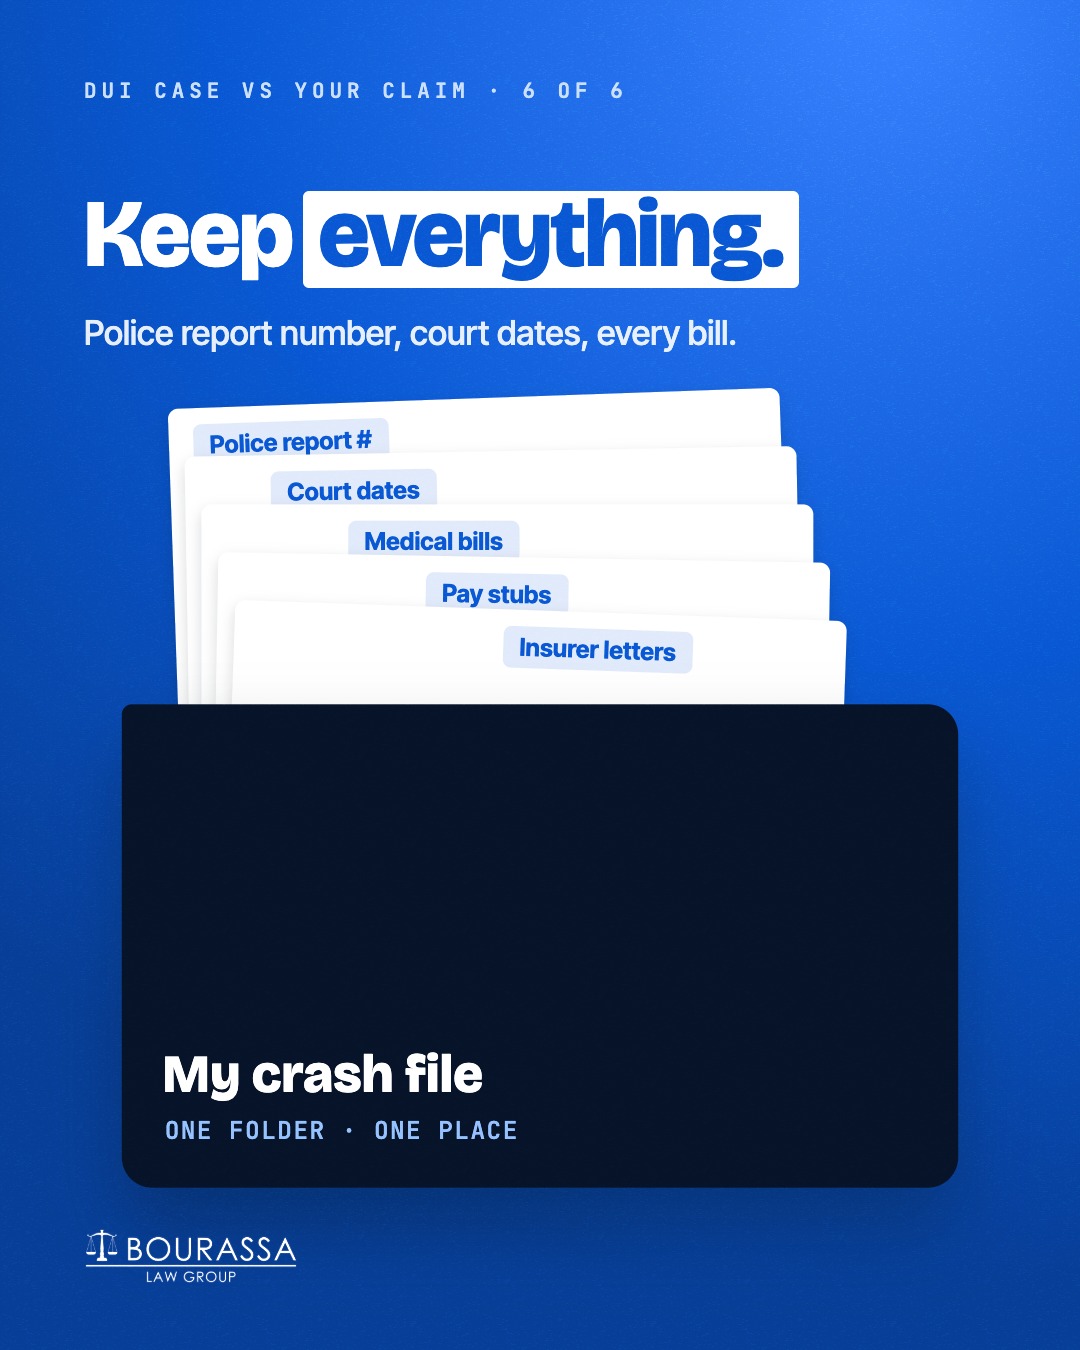 DUI CASE VS YOUR CLAIM · 6 OF 6
Keep everything.
Police report number, court dates, every bill.
Police report #
Court dates
Medical bills
Pay stubs
Insurer letters
My crash file
ONE FOLDER · ONE PLACE
BOURASSA
LAW GROUP